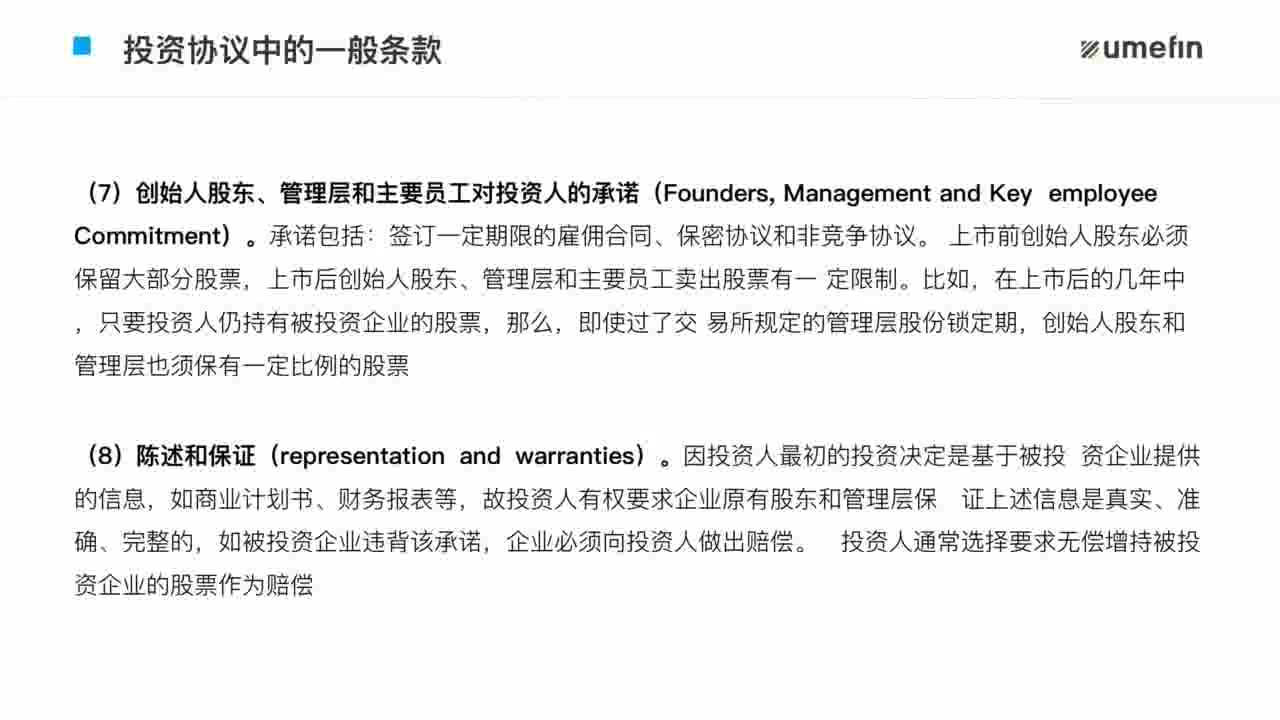 投资协议中的一般条款
umefin
（7）创始人股东、管理层和主要员工对投资人的承诺（Founders, Management and Key employee
Commitment）。承诺包括：签订一定期限的雇佣合同、保密协议和非竞争协议。 上市前创始人股东必须
保留大部分股票，上市后创始人股东、管理层和主要员工卖出股票有一 定限制。比如，在上市后的几年中
，只要投资人仍持有被投资企业的股票，那么，即使过了交 易所规定的管理层股份锁定期，创始人股东和
管理层也须保有一定比例的股票
（8）陈述和保证（representation and warranties）。因投资人最初的投资决定是基于被投 资企业提供
的信息，如商业计划书、财务报表等，故投资人有权要求企业原有股东和管理层保 证上述信息是真实、准
确、完整的，如被投资企业违背该承诺，企业必须向投资人做出赔偿。 投资人通常选择要求无偿增持被投
资企业的股票作为赔偿